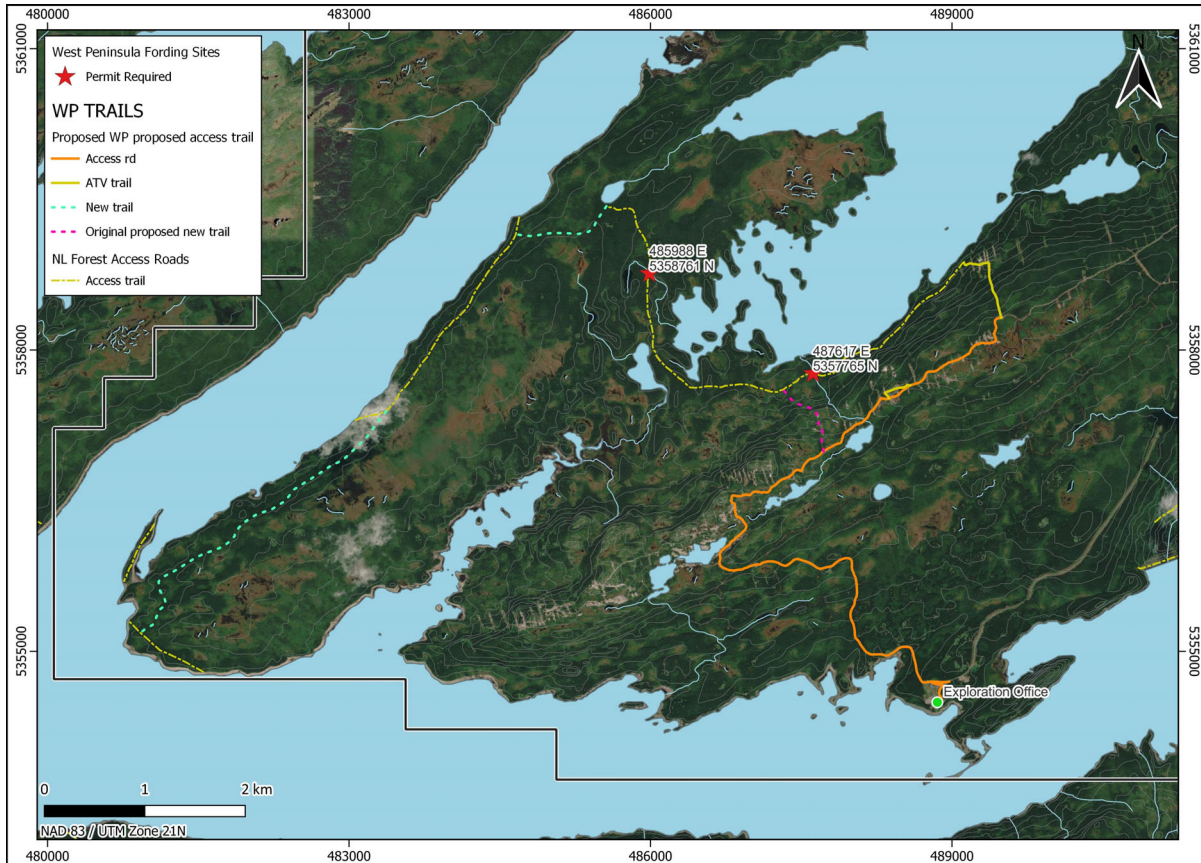 480000
483000
486000
489000
5361000
5361000
N
West Peninsula Fording Sites
Permit Required
WP TRAILS
Proposed WP proposed access trail
Access rd
ATV trail
New trail
Original proposed new trail
NL Forest Access Roads
Access trail
485988 E
5358761 N
5358000
5358000
487617 E
5357765 N
5355000
5355000
Exploration Office
0 1 2 km
NAD 83 / UTM Zone 21N
480000
483000
486000
489000